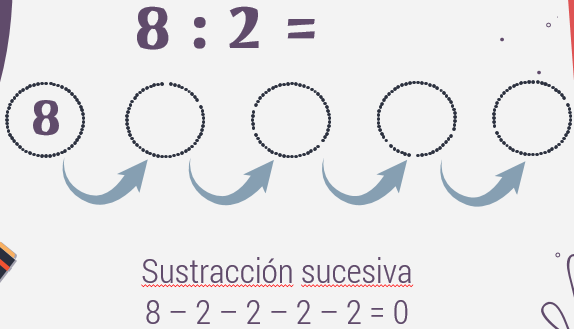 8 : 2 =
8
Sustracción sucesiva
8 – 2 – 2 – 2 – 2 = 0